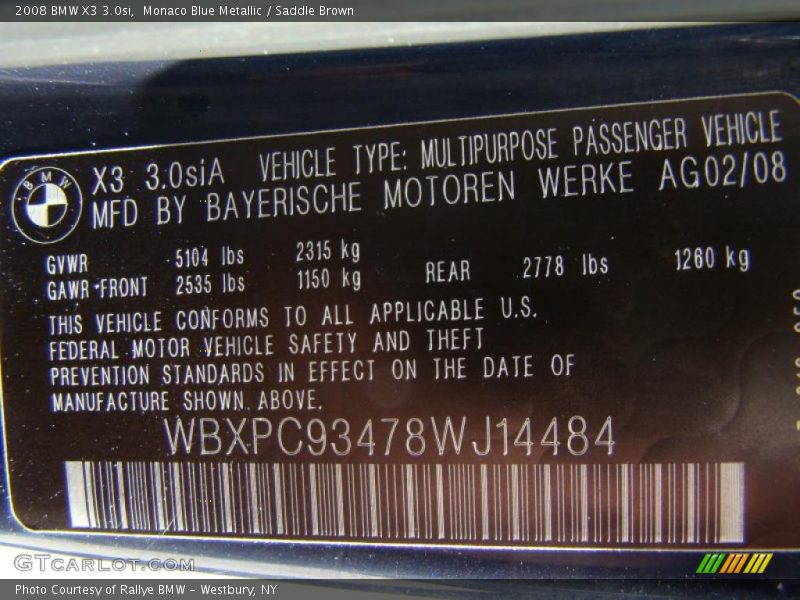 2008 BMW X3 3.0si, Monaco Blue Metallic / Saddle Brown
BMW
X3 3.0siA VEHICLE TYPE: MULTIPURPOSE PASSENGER VEHICLE
MFD BY BAYERISCHE MOTOREN WERKE AG 02/08
GVWR 5104 lbs 2315 kg
GAWR FRONT 2535 lbs 1150 kg REAR 2778 lbs 1260 kg
THIS VEHICLE CONFORMS TO ALL APPLICABLE U.S.
FEDERAL MOTOR VEHICLE SAFETY AND THEFT
PREVENTION STANDARDS IN EFFECT ON THE DATE OF
MANUFACTURE SHOWN ABOVE.
WBXPC93478WJ14484
GTCARLOT.COM
Photo Courtesy of Rallye BMW - Westbury, NY